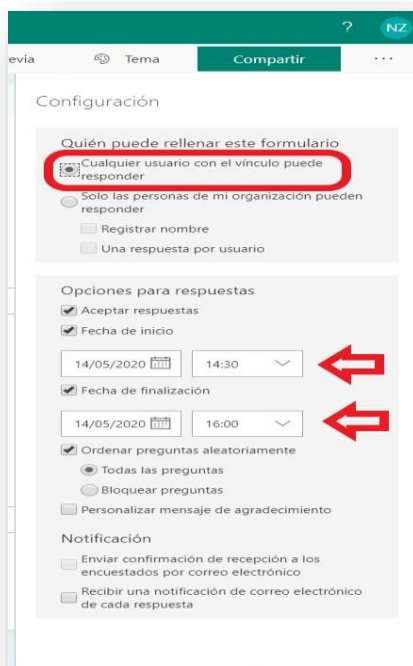 ? NZ
evia Tema Compartir ...
Configuración
Quién puede rellenar este formulario
Cualquier usuario con el vínculo puede
responder
Solo las personas de mi organización pueden
responder
Registrar nombre
Una respuesta por usuario
Opciones para respuestas
Aceptar respuestas
Fecha de inicio
14/05/2020 14:30
Fecha de finalización
14/05/2020 16:00
Ordenar preguntas aleatoriamente
Todas las preguntas
Bloquear preguntas
Personalizar mensaje de agradecimiento
Notificación
Enviar confirmación de recepción a los
encuestados por correo electrónico
Recibir una notificación de correo electrónico
de cada respuesta